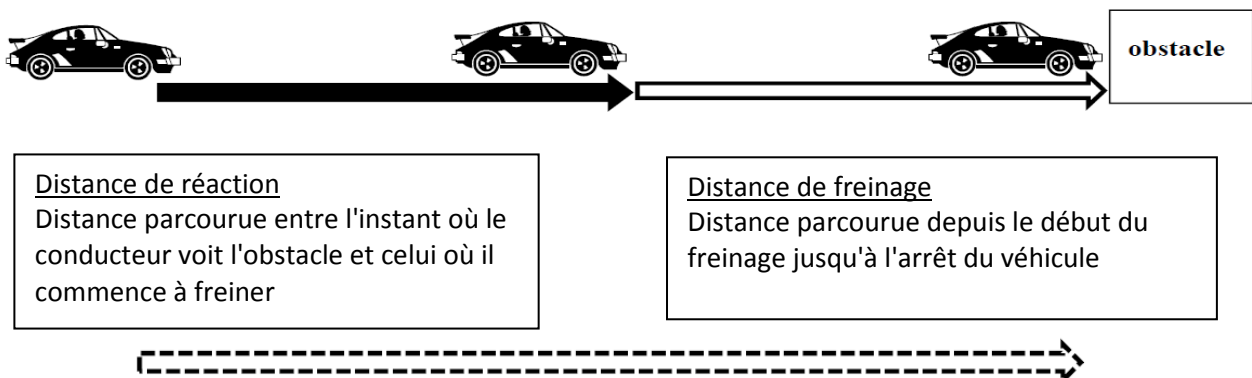 obstacle
Distance de réaction
Distance parcourue entre l'instant où le
conducteur voit l'obstacle et celui où il
commence à freiner
Distance de freinage
Distance parcourue depuis le début du
freinage jusqu'à l'arrêt du véhicule